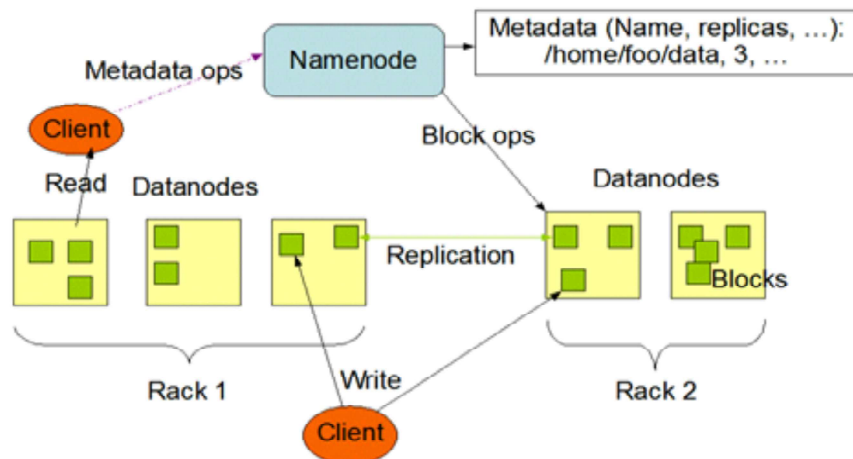 Metadata (Name, replicas, ...):
/home/foo/data, 3, ...
Namenode
Metadata ops
Client
Block ops
Read
Datanodes
Datanodes
Replication
Blocks
Rack 1
Write
Rack 2
Client